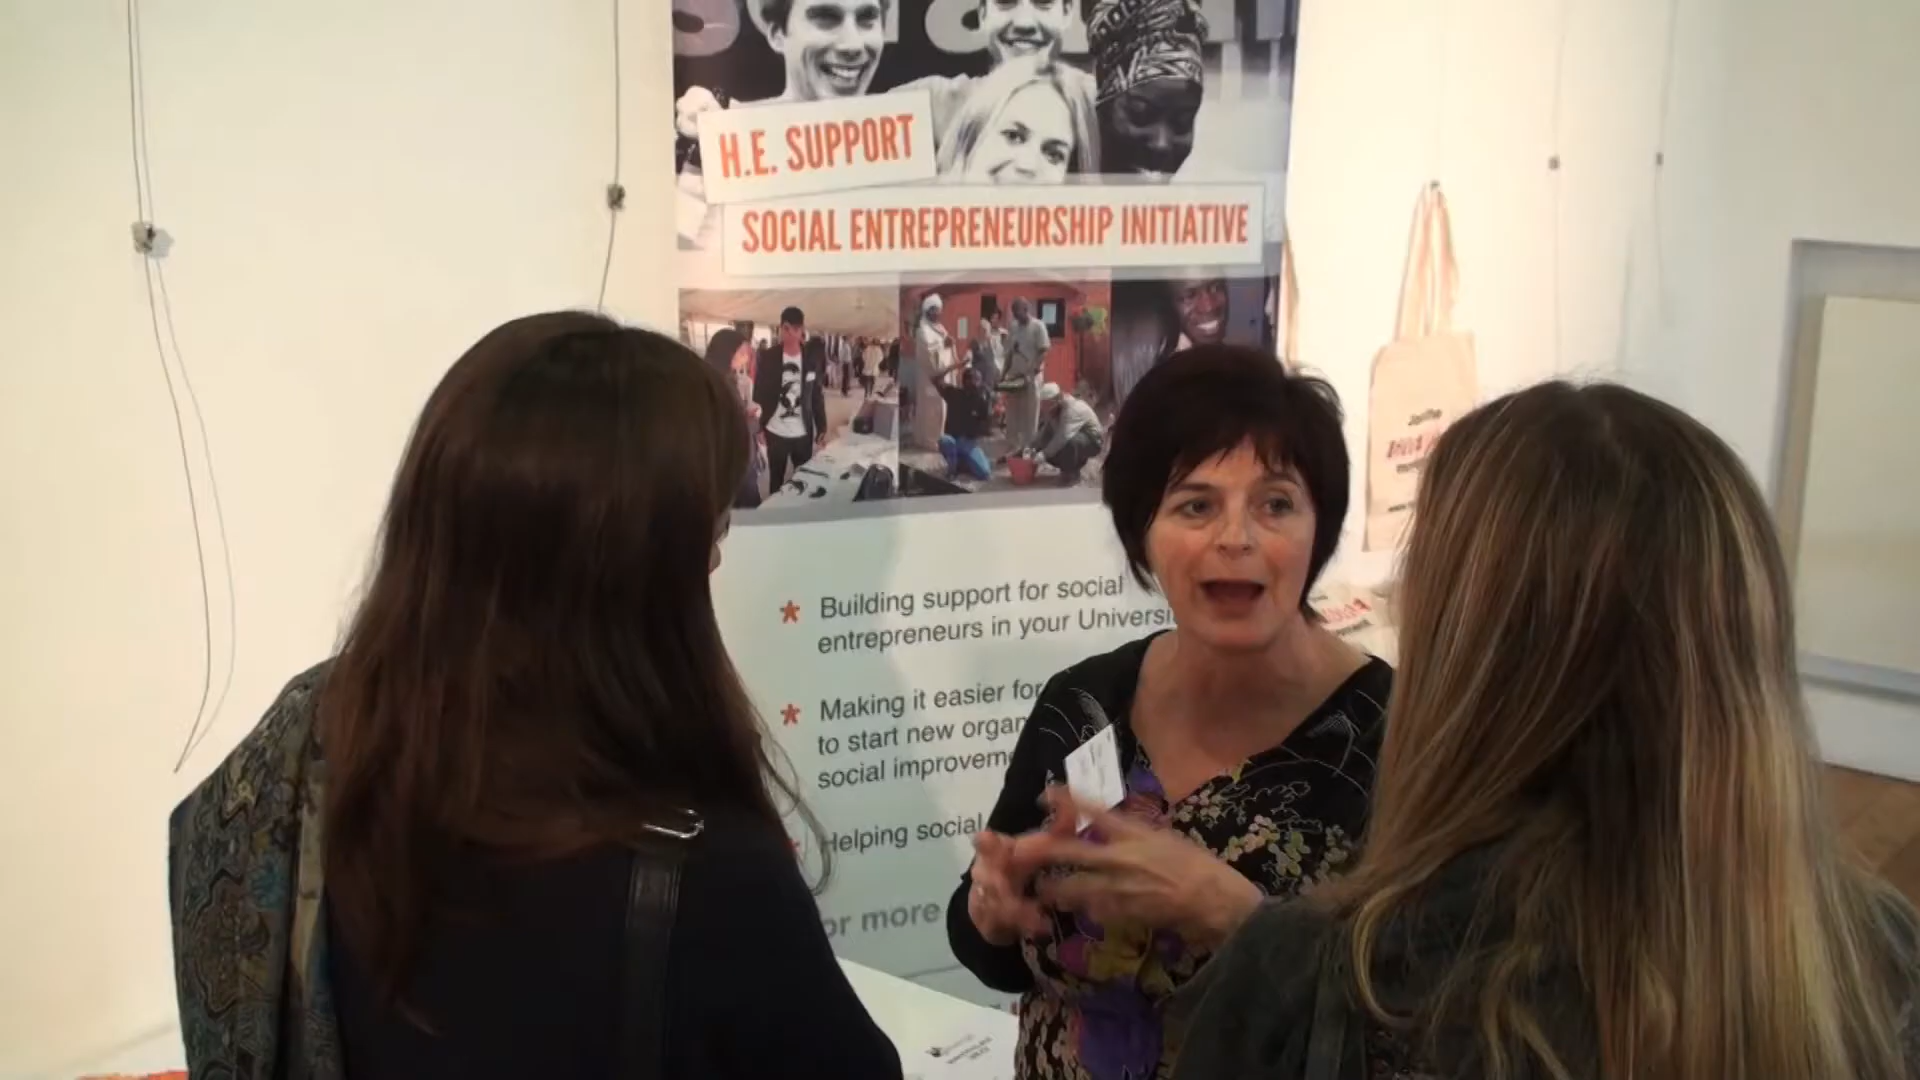 H.E. SUPPORT
SOCIAL ENTREPRENEURSHIP INITIATIVE
* Building support for social
entrepreneurs in your Universi
* Making it easier for
to start new organ
social improveme
Helping social
or more